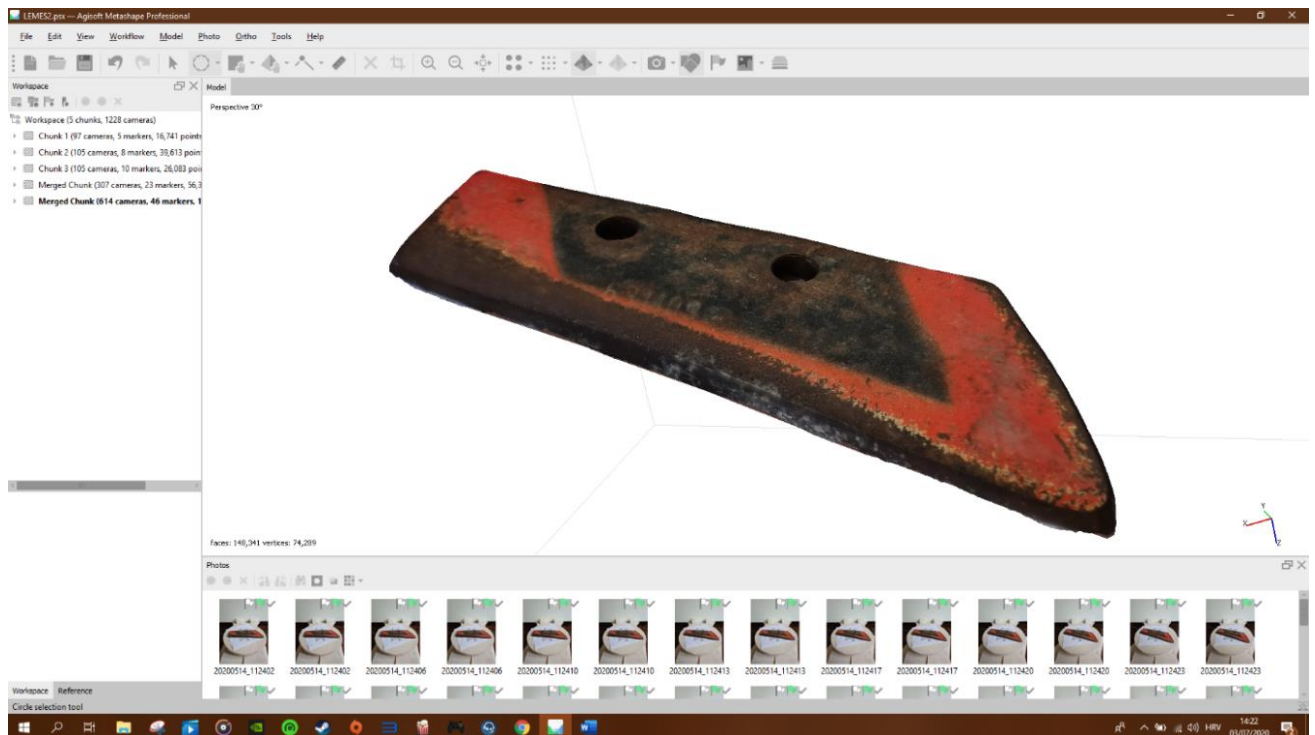 LEMES2.psx — Agisoft Metashape Professional
File Edit View Workflow Model Photo Ortho Tools Help
Workspace
Model
Perspective 30°
Workspace (5 chunks, 1228 cameras)
Chunk 1 (97 cameras, 5 markers, 16,741 points
Chunk 2 (105 cameras, 8 markers, 39,613 poin
Chunk 3 (105 cameras, 10 markers, 26,083 poi
Merged Chunk (307 cameras, 23 markers, 56,3
Merged Chunk (614 cameras, 46 markers, 1
X Y Z
faces: 148,341 vertices: 74,289
Photos
20200514_112402 20200514_112402 20200514_112406 20200514_112406 20200514_112410 20200514_112410 20200514_112413 20200514_112413 20200514_112417 20200514_112417 20200514_112420 20200514_112420 20200514_112423 20200514_112423
Workspace Reference
Circle selection tool
HRV 14:22
03/07/2020